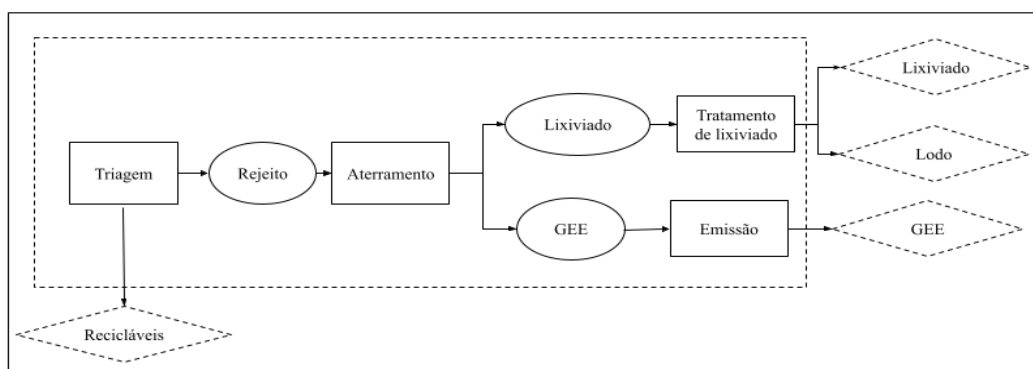 Lixiviado
Lixiviado
Tratamento
de lixiviado
Lodo
Triagem
Rejeito
Aterramento
GEE
Emissão
GEE
Recicláveis